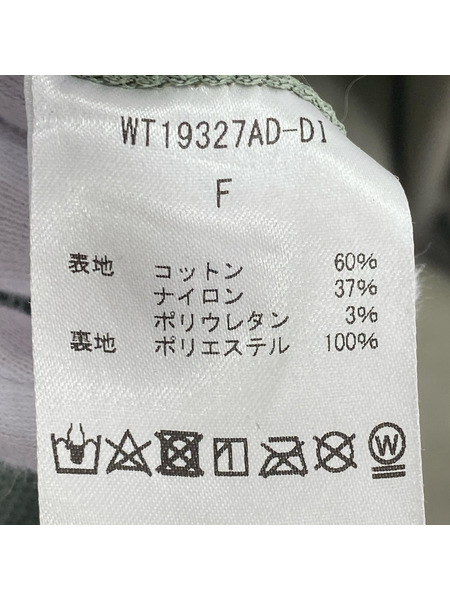 WT19327AD-D1
F
表地 コットン 60%
ナイロン 37%
ポリウレタン 3%
裏地 ポリエステル 100%
W